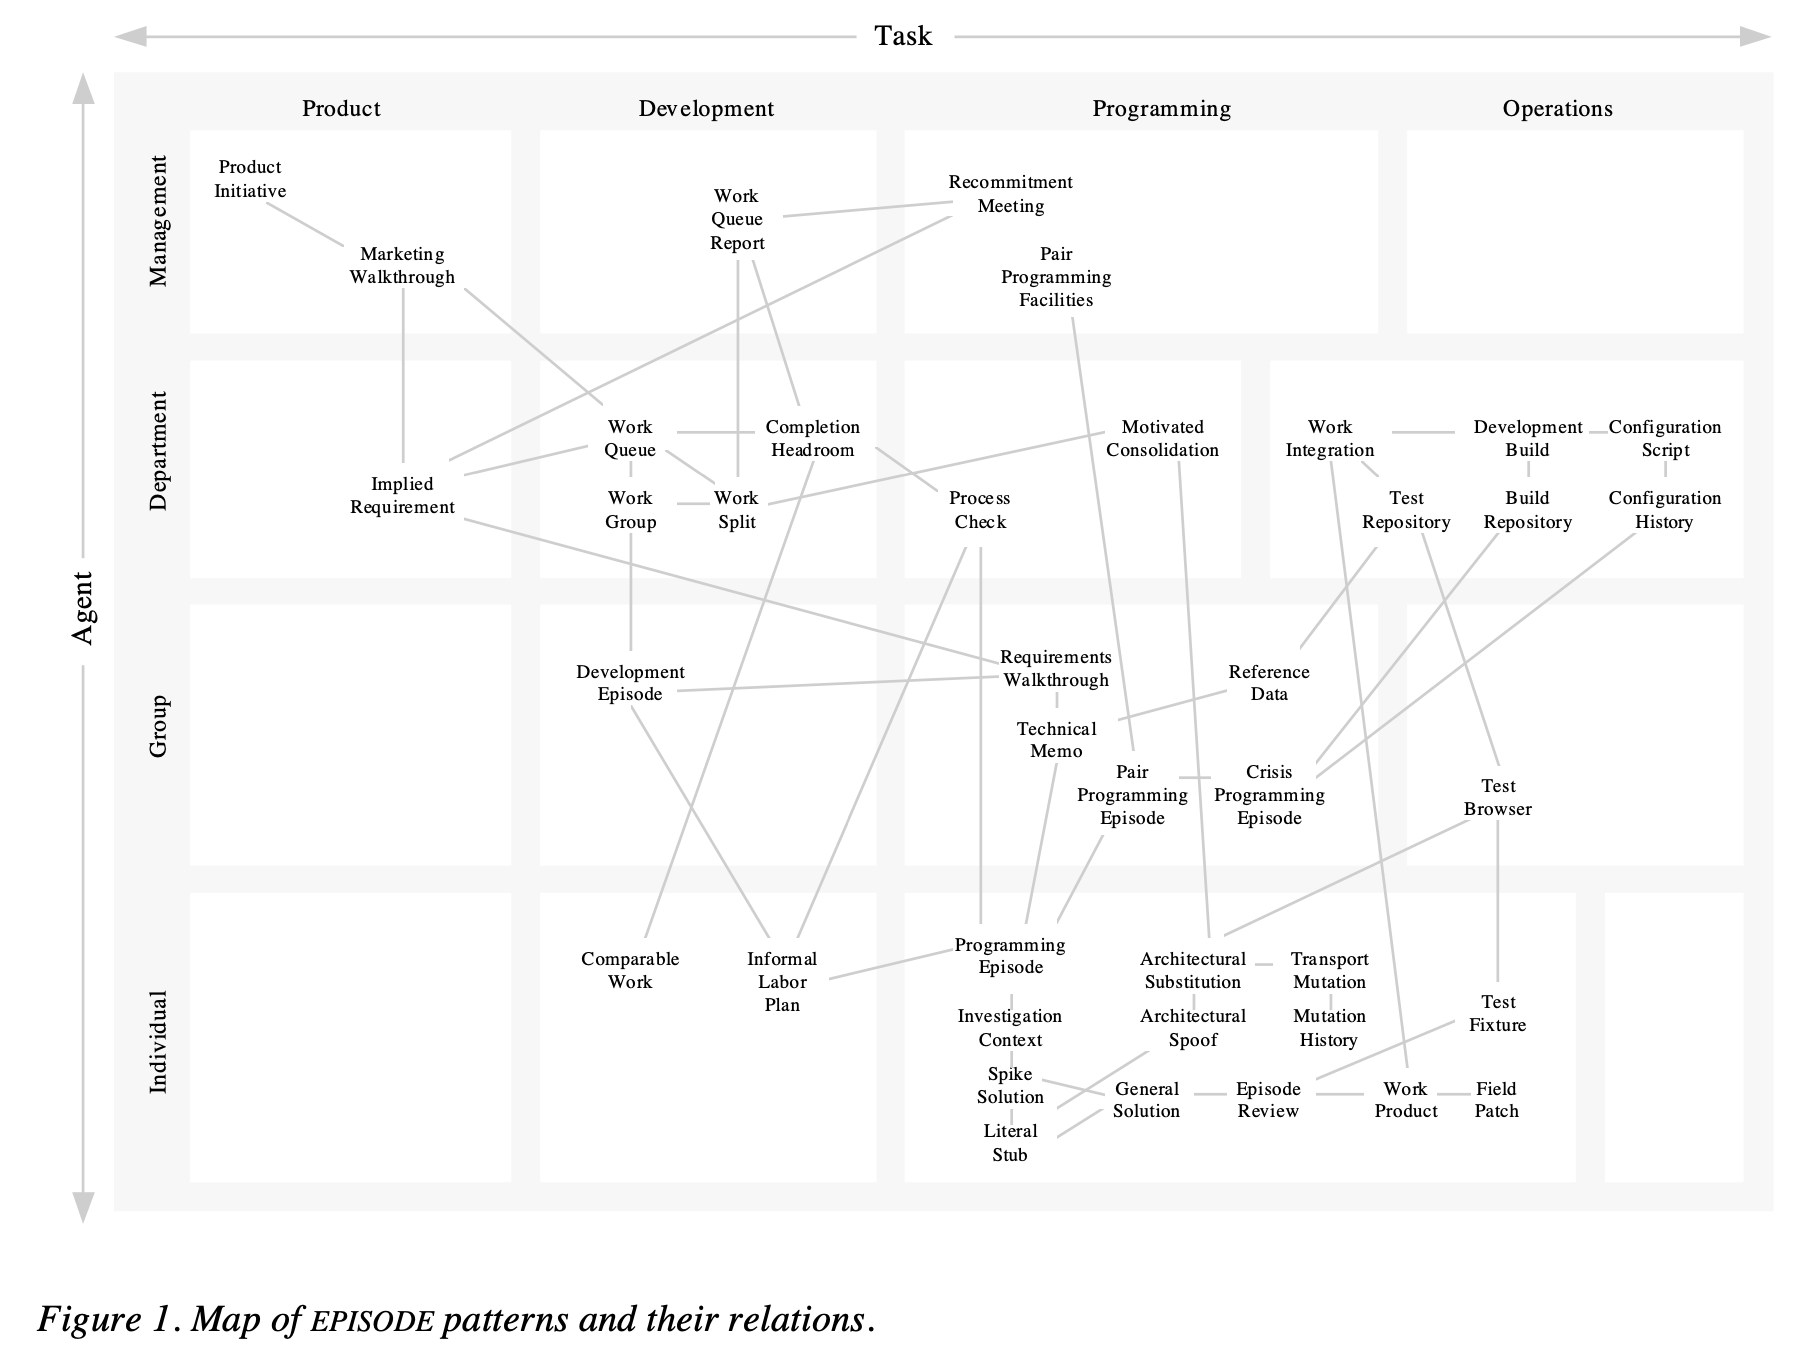 Task
Product
Development
Programming
Operations
Agent
Management
Product
Initiative
Marketing
Walkthrough
Work
Queue
Report
Recommitment
Meeting
Pair
Programming
Facilities
Department
Implied
Requirement
Work
Queue
Completion
Headroom
Work
Group
Work
Split
Process
Check
Motivated
Consolidation
Work
Integration
Development
Build
Configuration
Script
Test
Repository
Build
Repository
Configuration
History
Group
Development
Episode
Requirements
Walkthrough
Reference
Data
Technical
Memo
Pair
Programming
Episode
Crisis
Programming
Episode
Test
Browser
Individual
Comparable
Work
Informal
Labor
Plan
Programming
Episode
Architectural
Substitution
Transport
Mutation
Investigation
Context
Architectural
Spoof
Mutation
History
Test
Fixture
Spike
Solution
General
Solution
Episode
Review
Work
Product
Field
Patch
Literal
Stub
Figure 1. Map of EPISODE patterns and their relations.